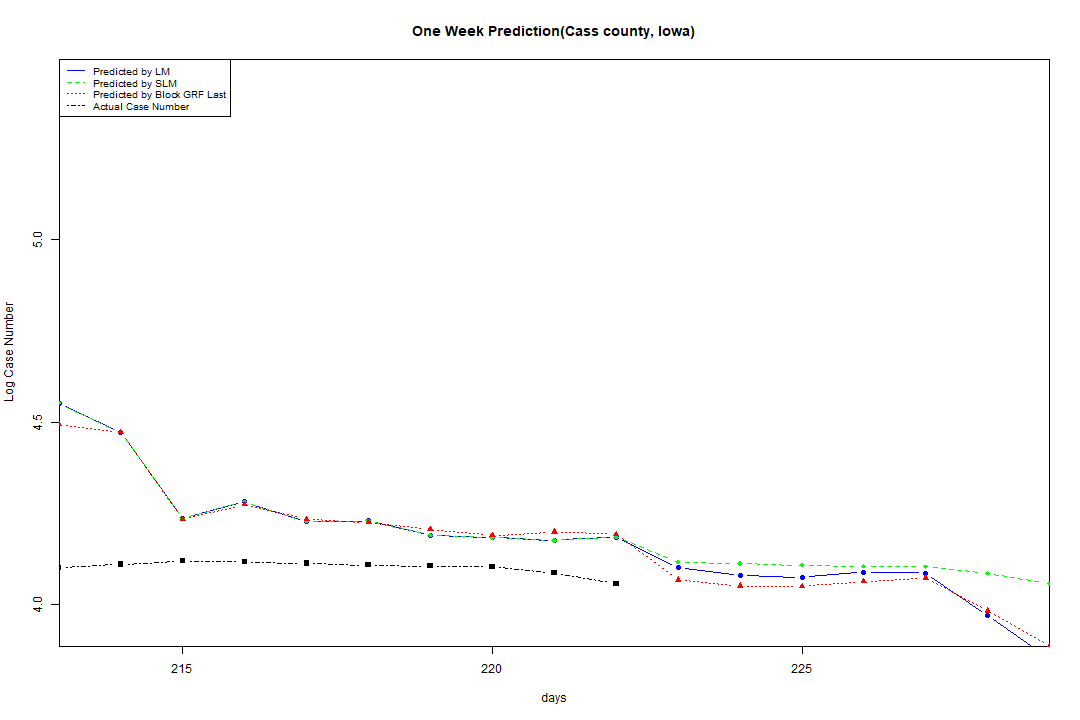 One Week Prediction(Cass county, Iowa)
Predicted by LM
Predicted by SLM
Predicted by Block GRF Last
Actual Case Number
Log Case Number
5.0
4.5
4.0
215
220
225
days